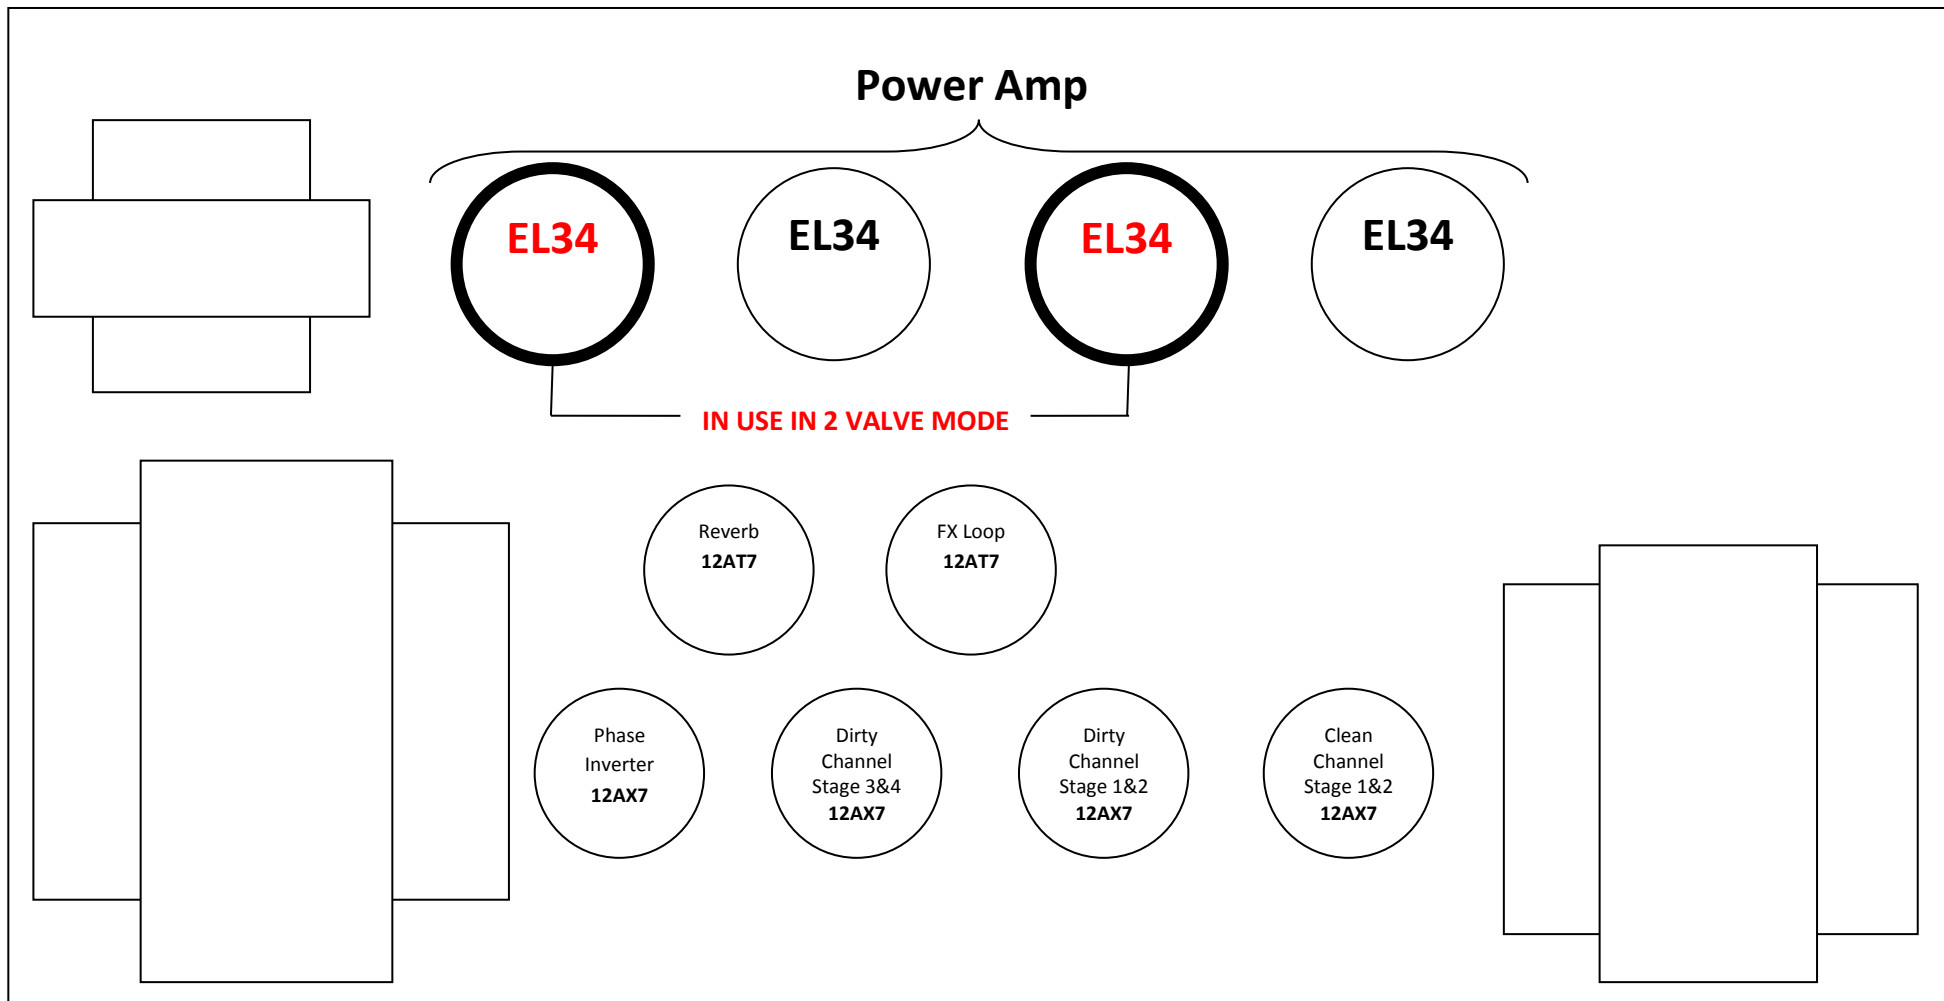 Power Amp
EL34
EL34
EL34
EL34
IN USE IN 2 VALVE MODE
Reverb
12AT7
FX Loop
12AT7
Phase
Inverter
12AX7
Dirty
Channel
Stage 3&4
12AX7
Dirty
Channel
Stage 1&2
12AX7
Clean
Channel
Stage 1&2
12AX7